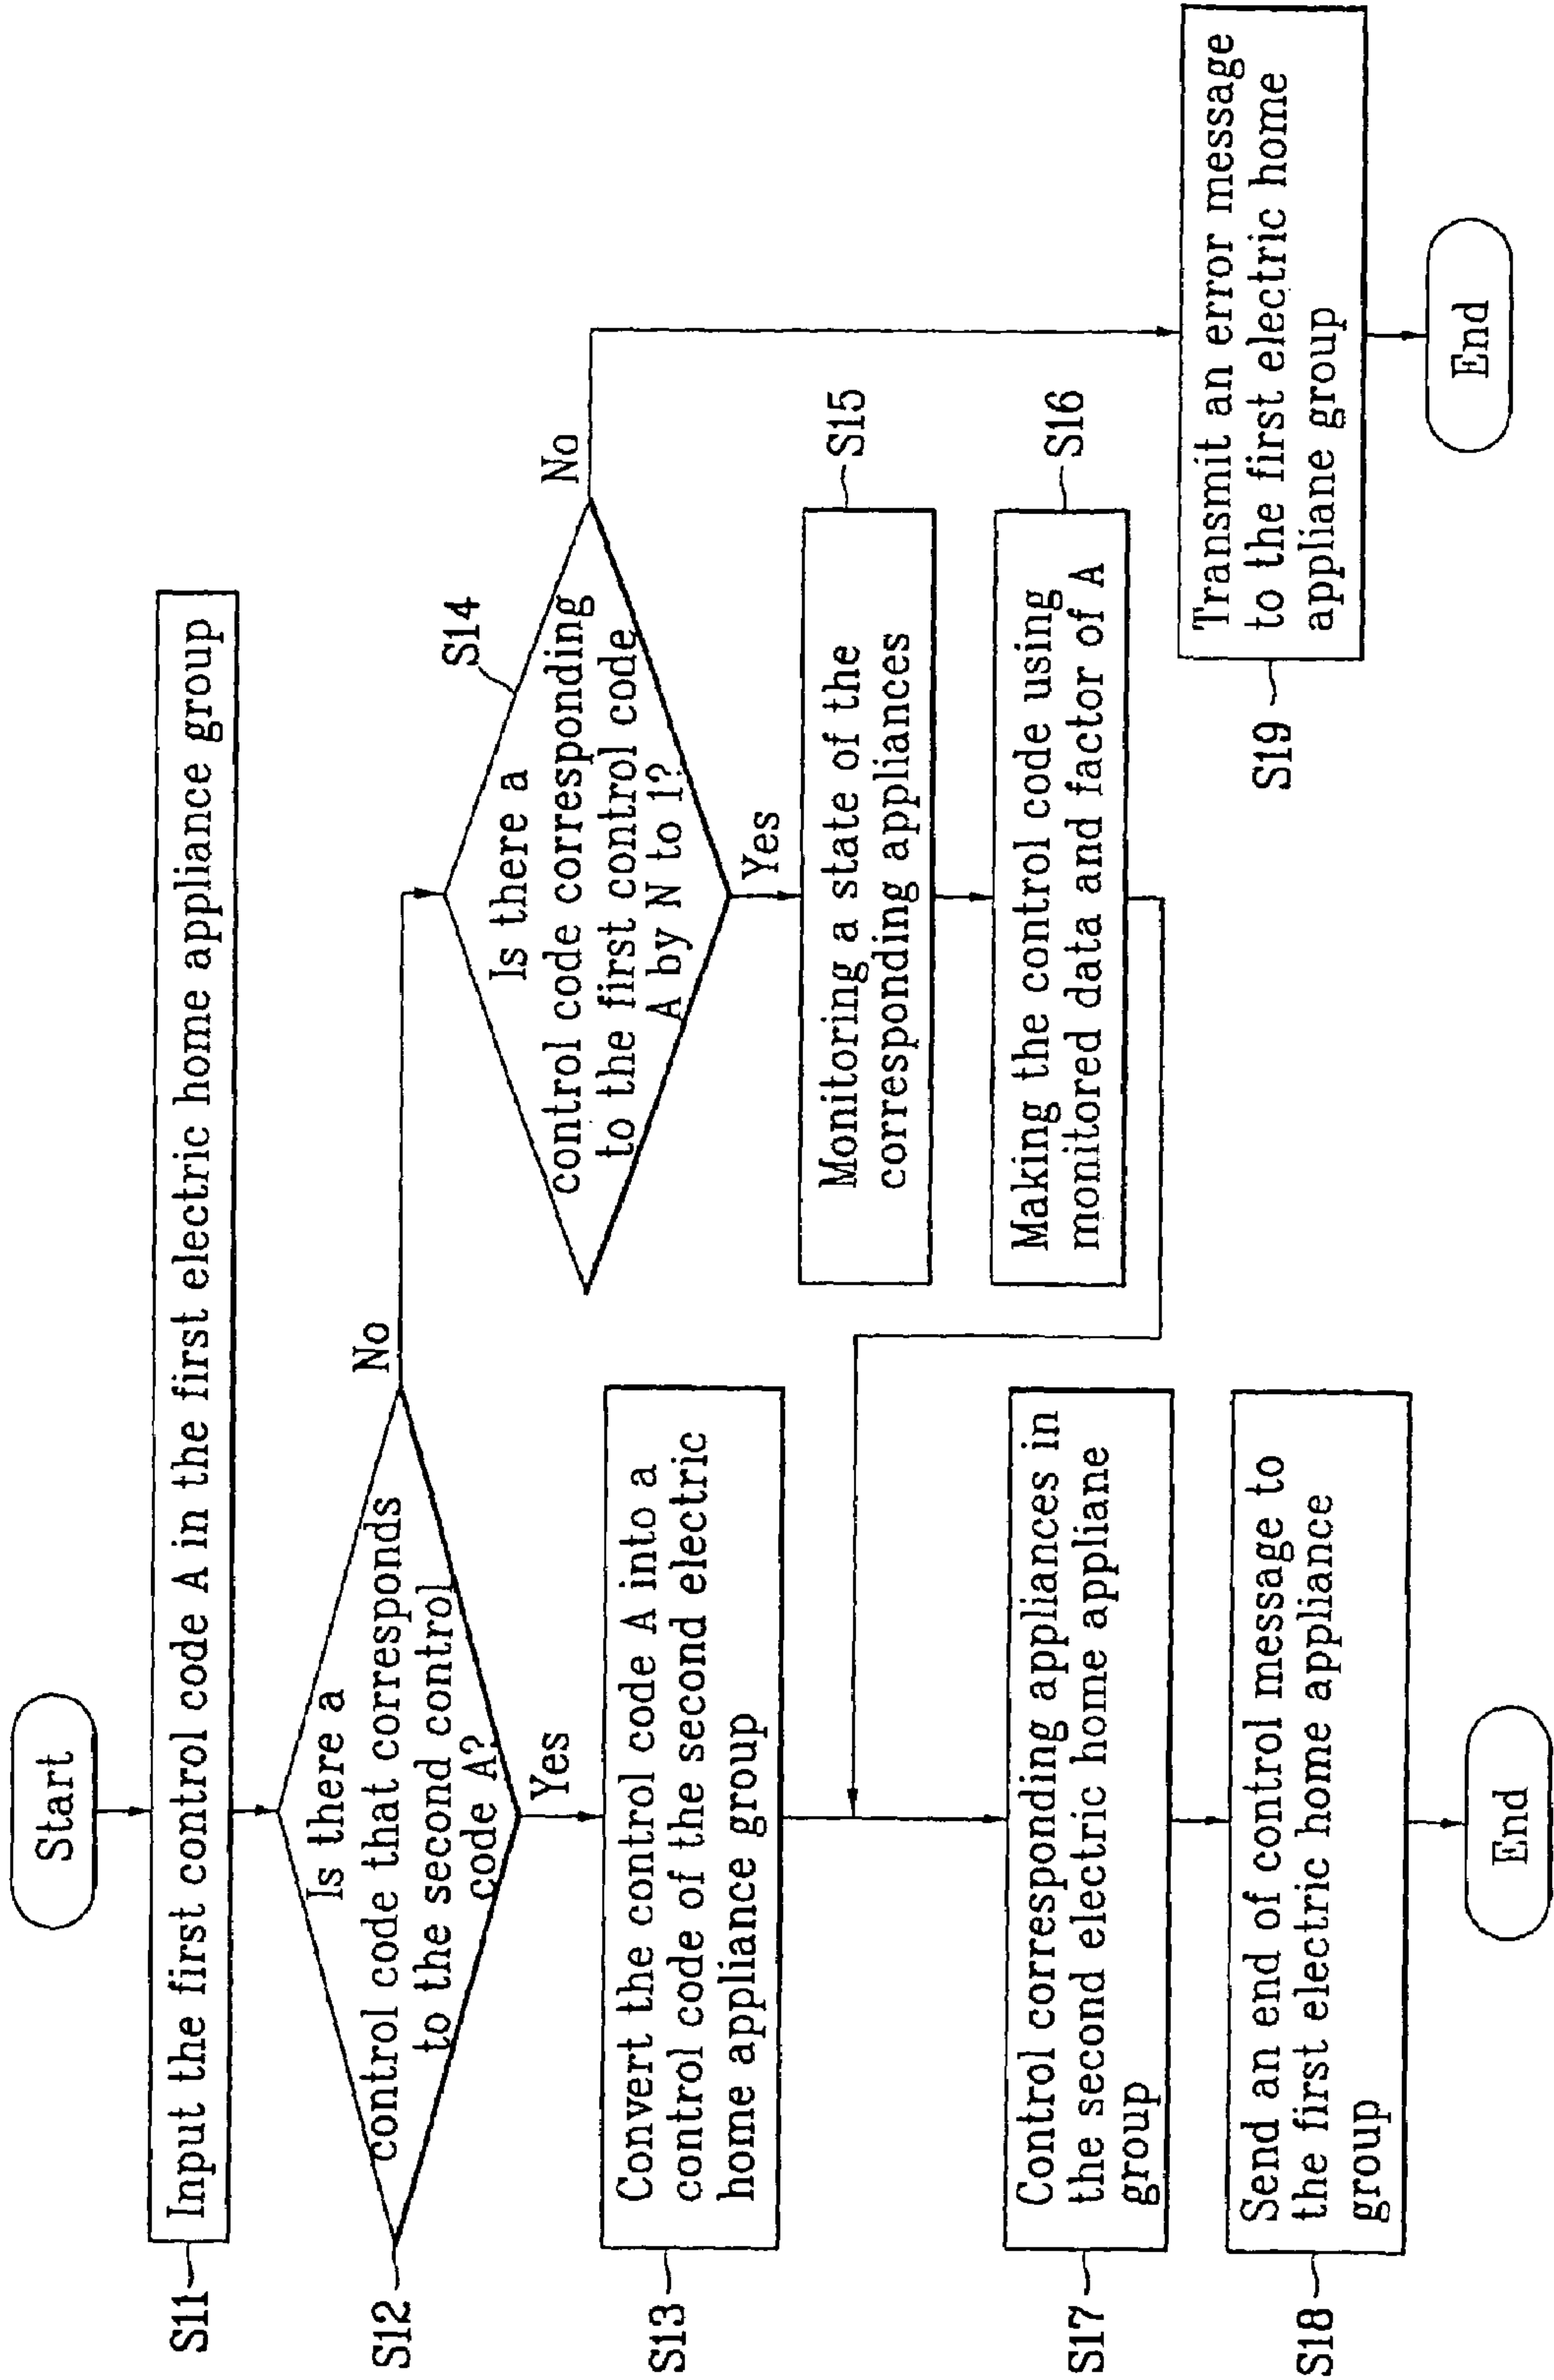 Start
S11
Input the first control code A in the first electric home appliance group
S12
Is there a
control code that corresponds
to the second control
code A?
No
Yes
S13
Convert the control code A into a
control code of the second electric
home appliance group
S14
Is there a
control code corresponding
to the first control code
A by N to 1?
No
Yes
S15
Monitoring a state of the
corresponding appliances
S16
Making the control code using
monitored data and factor of A
S17
Control corresponding appliances in
the second electric home appliane
group
S18
Send an end of control message to
the first electric home appliance
group
End
S19
Transmit an error message
to the first electric home
appliane group
End